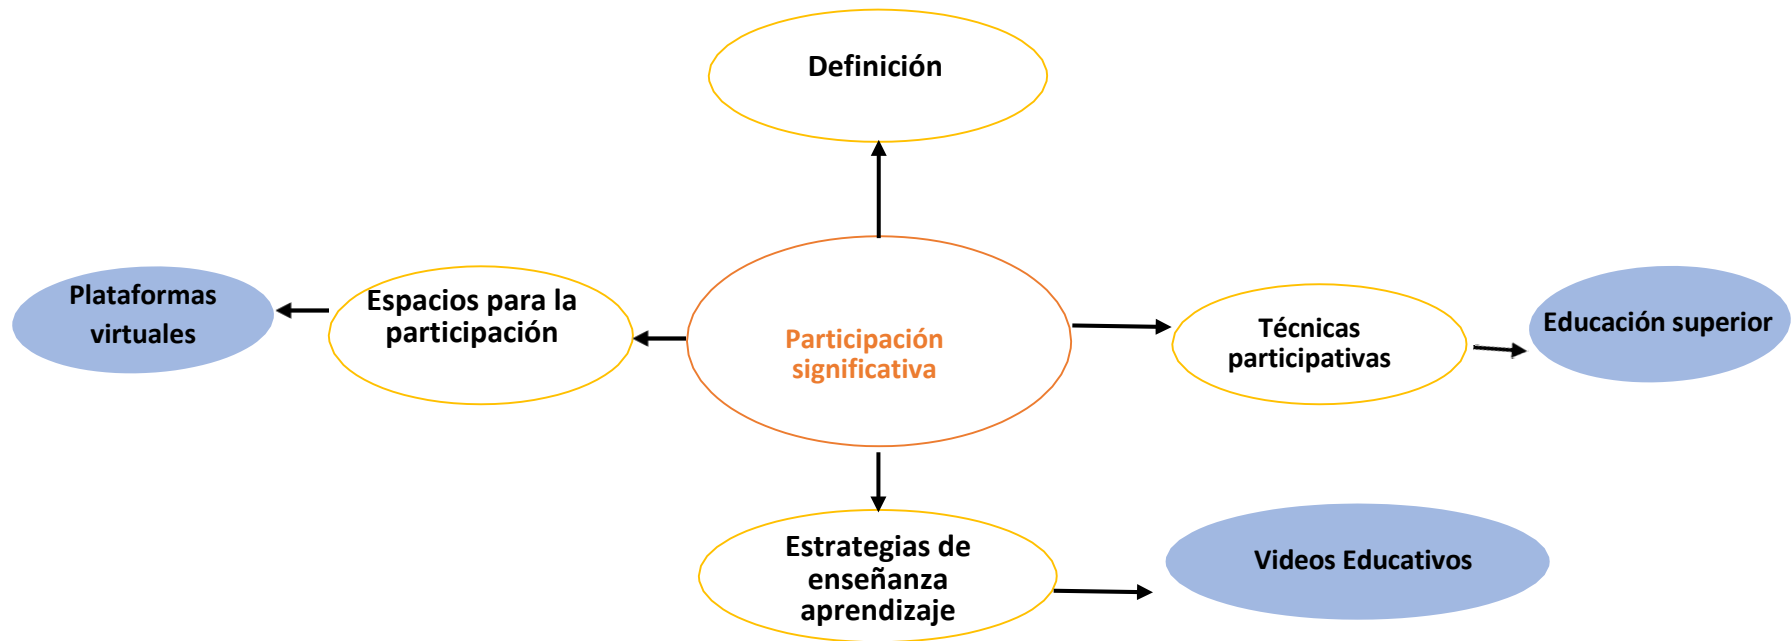 Definición
Plataformas
virtuales
Espacios para la
participación
Participación
significativa
Técnicas
participativas
Educación superior
Estrategias de
enseñanza
aprendizaje
Videos Educativos